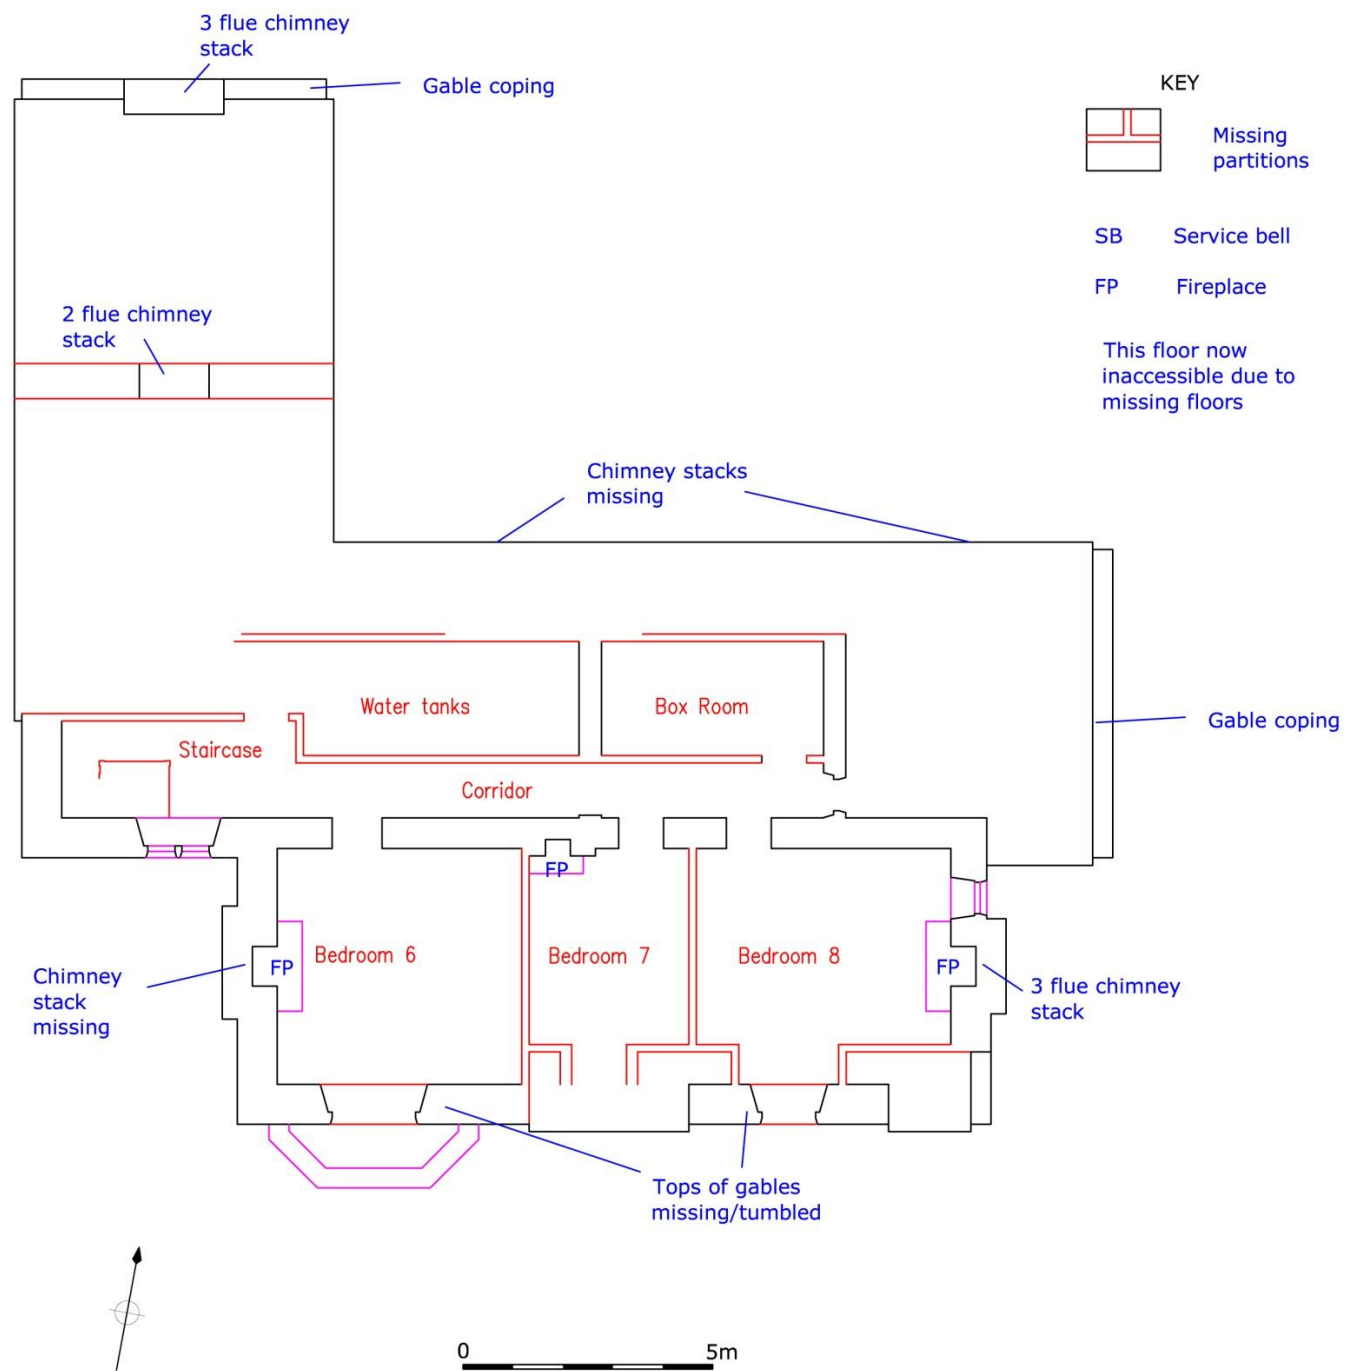 3 flue chimney
stack
Gable coping
KEY
Missing
partitions
SB Service bell
FP Fireplace
This floor now
inaccessible due to
missing floors
2 flue chimney
stack
Chimney stacks
missing
Water tanks
Box Room
Gable coping
Staircase
Corridor
FP
Bedroom 6
Bedroom 7
Bedroom 8
FP
FP
Chimney
stack
missing
3 flue chimney
stack
Tops of gables
missing/tumbled
0 5m